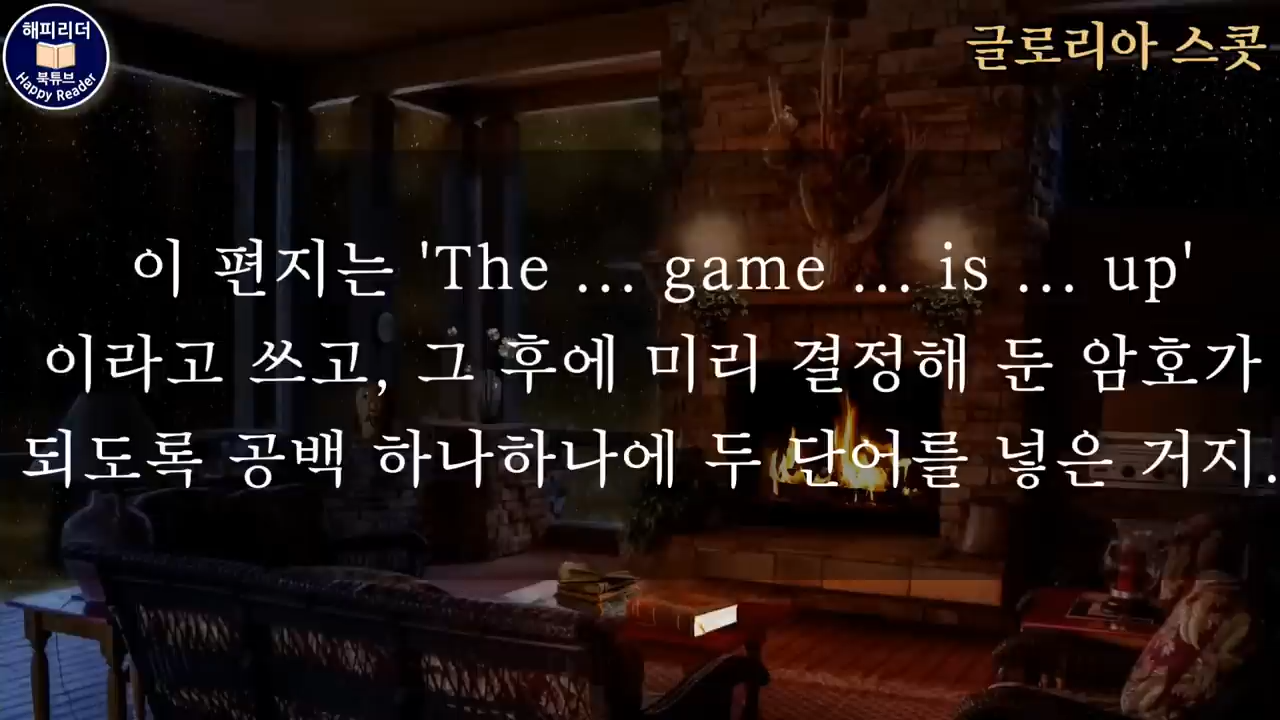 해피리더
북튜브
Happy Reader
글로리아 스콧
이 편지는 'The ... game ... is ... up'
이라고 쓰고, 그 후에 미리 결정해 둔 암호가
되도록 공백 하나하나에 두 단어를 넣은 거지.